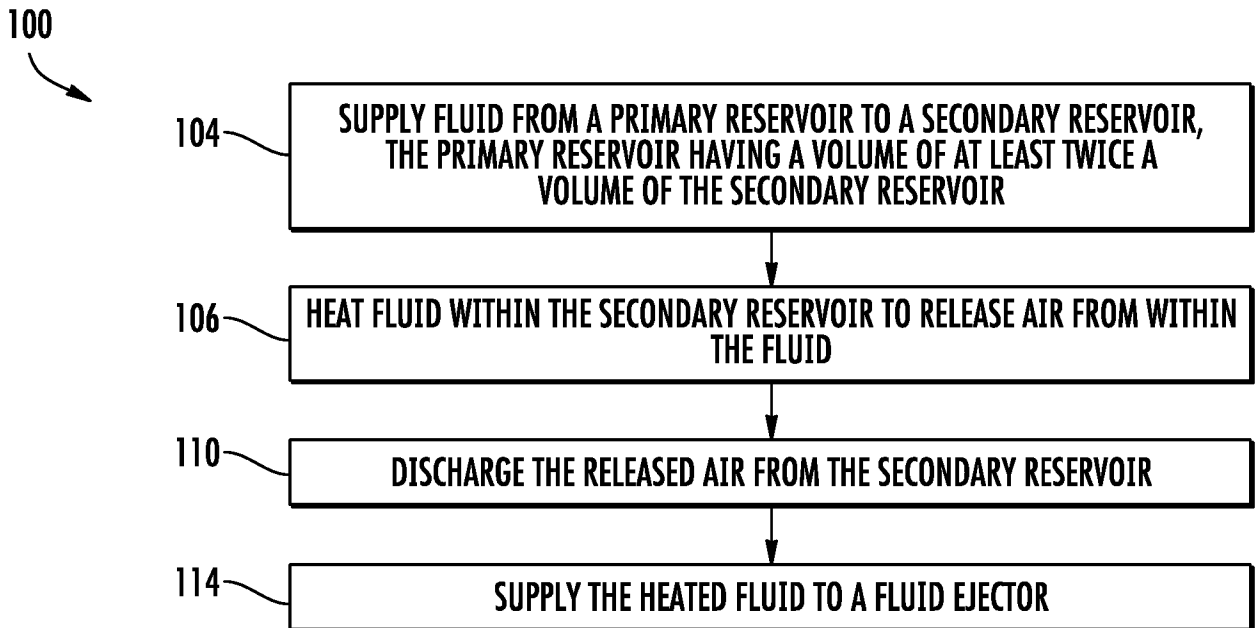 100
104
SUPPLY FLUID FROM A PRIMARY RESERVOIR TO A SECONDARY RESERVOIR,
THE PRIMARY RESERVOIR HAVING A VOLUME OF AT LEAST TWICE A
VOLUME OF THE SECONDARY RESERVOIR
106
HEAT FLUID WITHIN THE SECONDARY RESERVOIR TO RELEASE AIR FROM WITHIN
THE FLUID
110
DISCHARGE THE RELEASED AIR FROM THE SECONDARY RESERVOIR
114
SUPPLY THE HEATED FLUID TO A FLUID EJECTOR